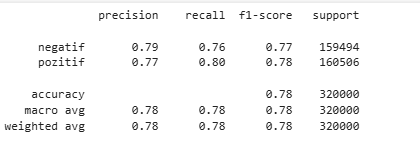 precision recall f1-score support
negatif 0.79 0.76 0.77 159494
pozitif 0.77 0.80 0.78 160506
accuracy 0.78 320000
macro avg 0.78 0.78 0.78 320000
weighted avg 0.78 0.78 0.78 320000